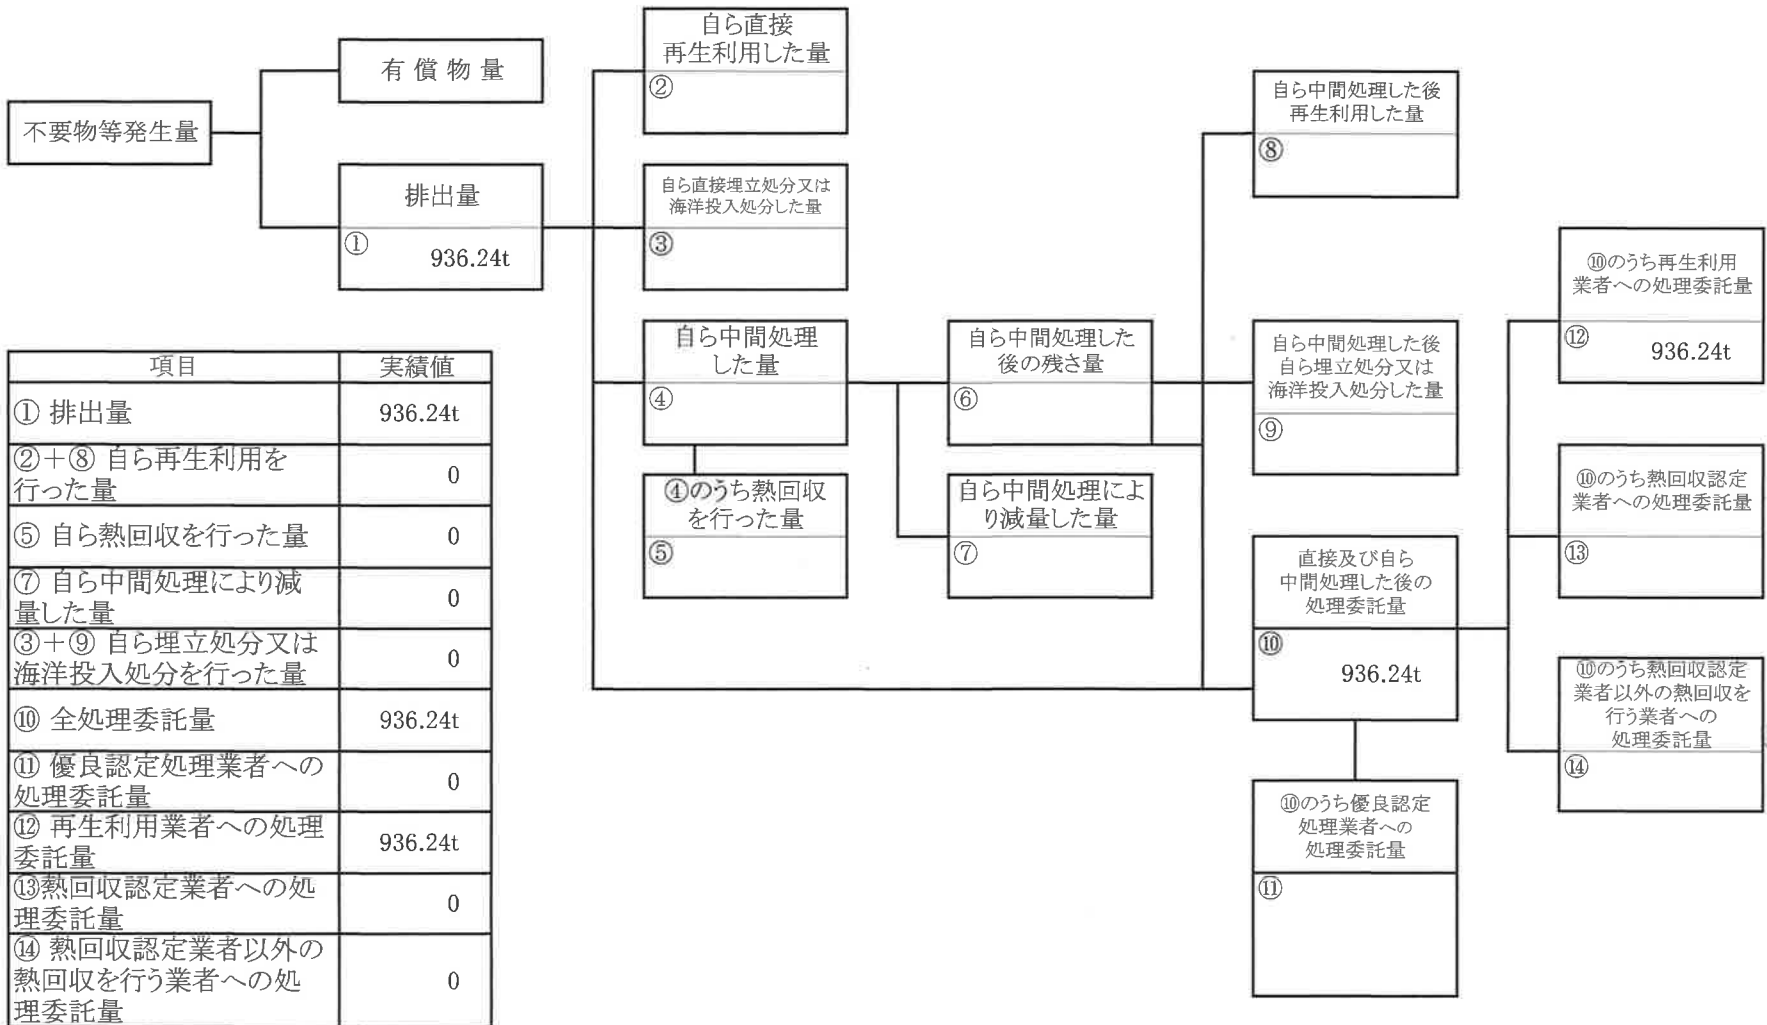 不要物等発生量
有償物量
排出量
①
936.24t
自ら直接
再生利用した量
②
自ら直接埋立処分又は
海洋投入処分した量
③
自ら中間処理
した量
④
④のうち熱回収
を行った量
⑤
自ら中間処理した
後の残さ量
⑥
自ら中間処理によ
り減量した量
⑦
自ら中間処理した後
再生利用した量
⑧
自ら中間処理した後
自ら埋立処分又は
海洋投入処分した量
⑨
直接及び自ら
中間処理した後の
処理委託量
⑩
936.24t
⑩のうち優良認定
処理業者への
処理委託量
⑪
⑩のうち再生利用
業者への処理委託量
⑫
936.24t
⑩のうち熱回収認定
業者への処理委託量
⑬
⑩のうち熱回収認定
業者以外の熱回収を
行う業者への
処理委託量
⑭
項目 実績値
① 排出量 936.24t
②＋⑧ 自ら再生利用を
行った量 0
⑤ 自ら熱回収を行った量 0
⑦ 自ら中間処理により減
量した量 0
③＋⑨ 自ら埋立処分又は
海洋投入処分を行った量 0
⑩ 全処理委託量 936.24t
⑪ 優良認定処理業者への
処理委託量 0
⑫ 再生利用業者への処理
委託量 936.24t
⑬熱回収認定業者への処
理委託量 0
⑭ 熱回収認定業者以外の
熱回収を行う業者への処
理委託量 0